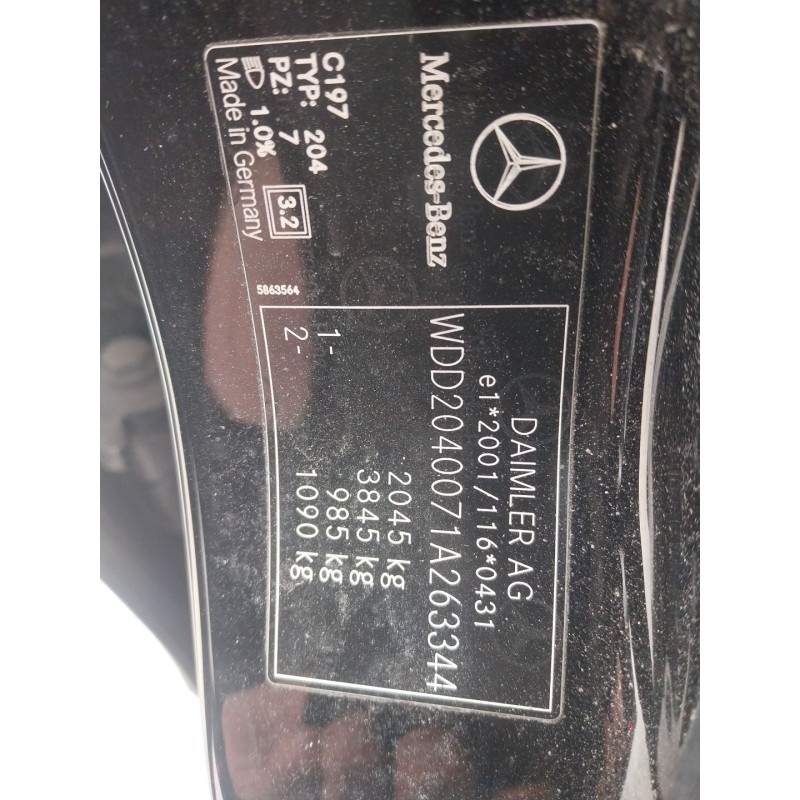 Mercedes-Benz
DAIMLER AG
e1*2001/116*0431
WDD2040071A263344
2045 kg
3845 kg
1- 985 kg
2- 1090 kg
C197
TYP: 204
PZ: 7
1.0% 3.2
Made in Germany
5863564